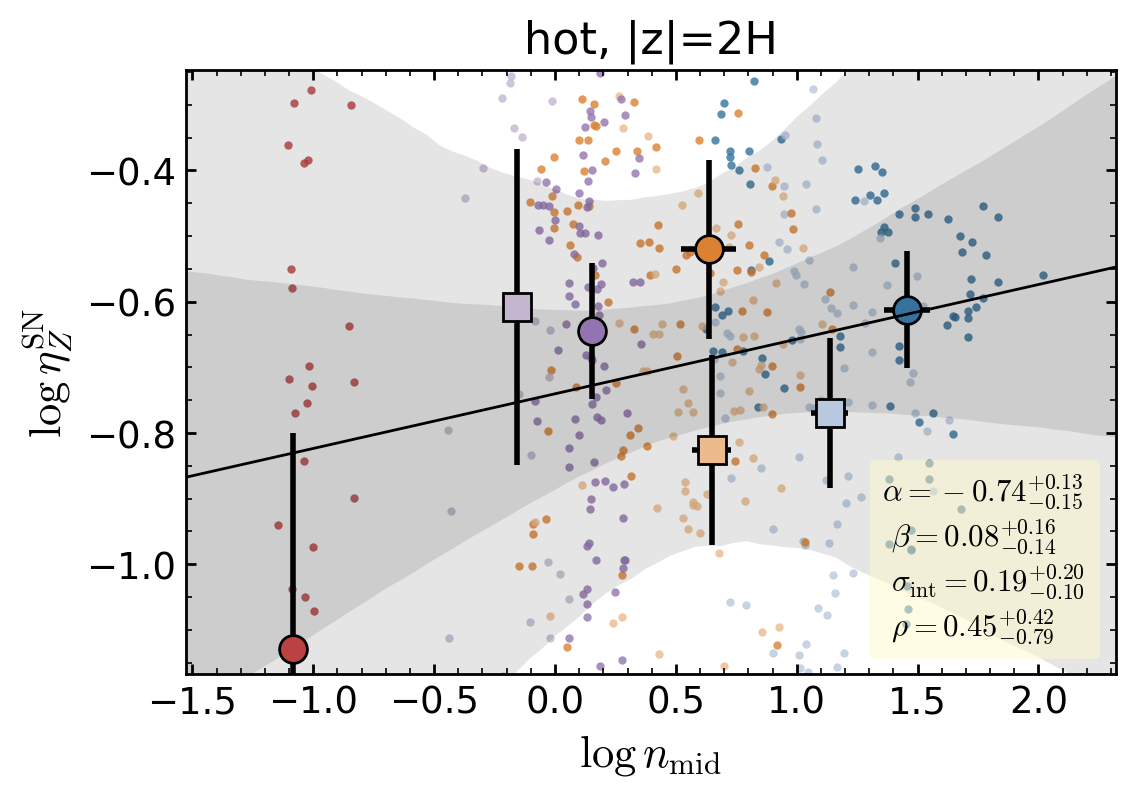 hot, |z|=2H
log η_Z^SN
−0.4
−0.6
−0.8
−1.0
α = −0.74^{+0.13}_{−0.15}
β = 0.08^{+0.16}_{−0.14}
σ_int = 0.19^{+0.20}_{−0.10}
ρ = 0.45^{+0.42}_{−0.79}
−1.5 −1.0 −0.5 0.0 0.5 1.0 1.5 2.0
log n_mid